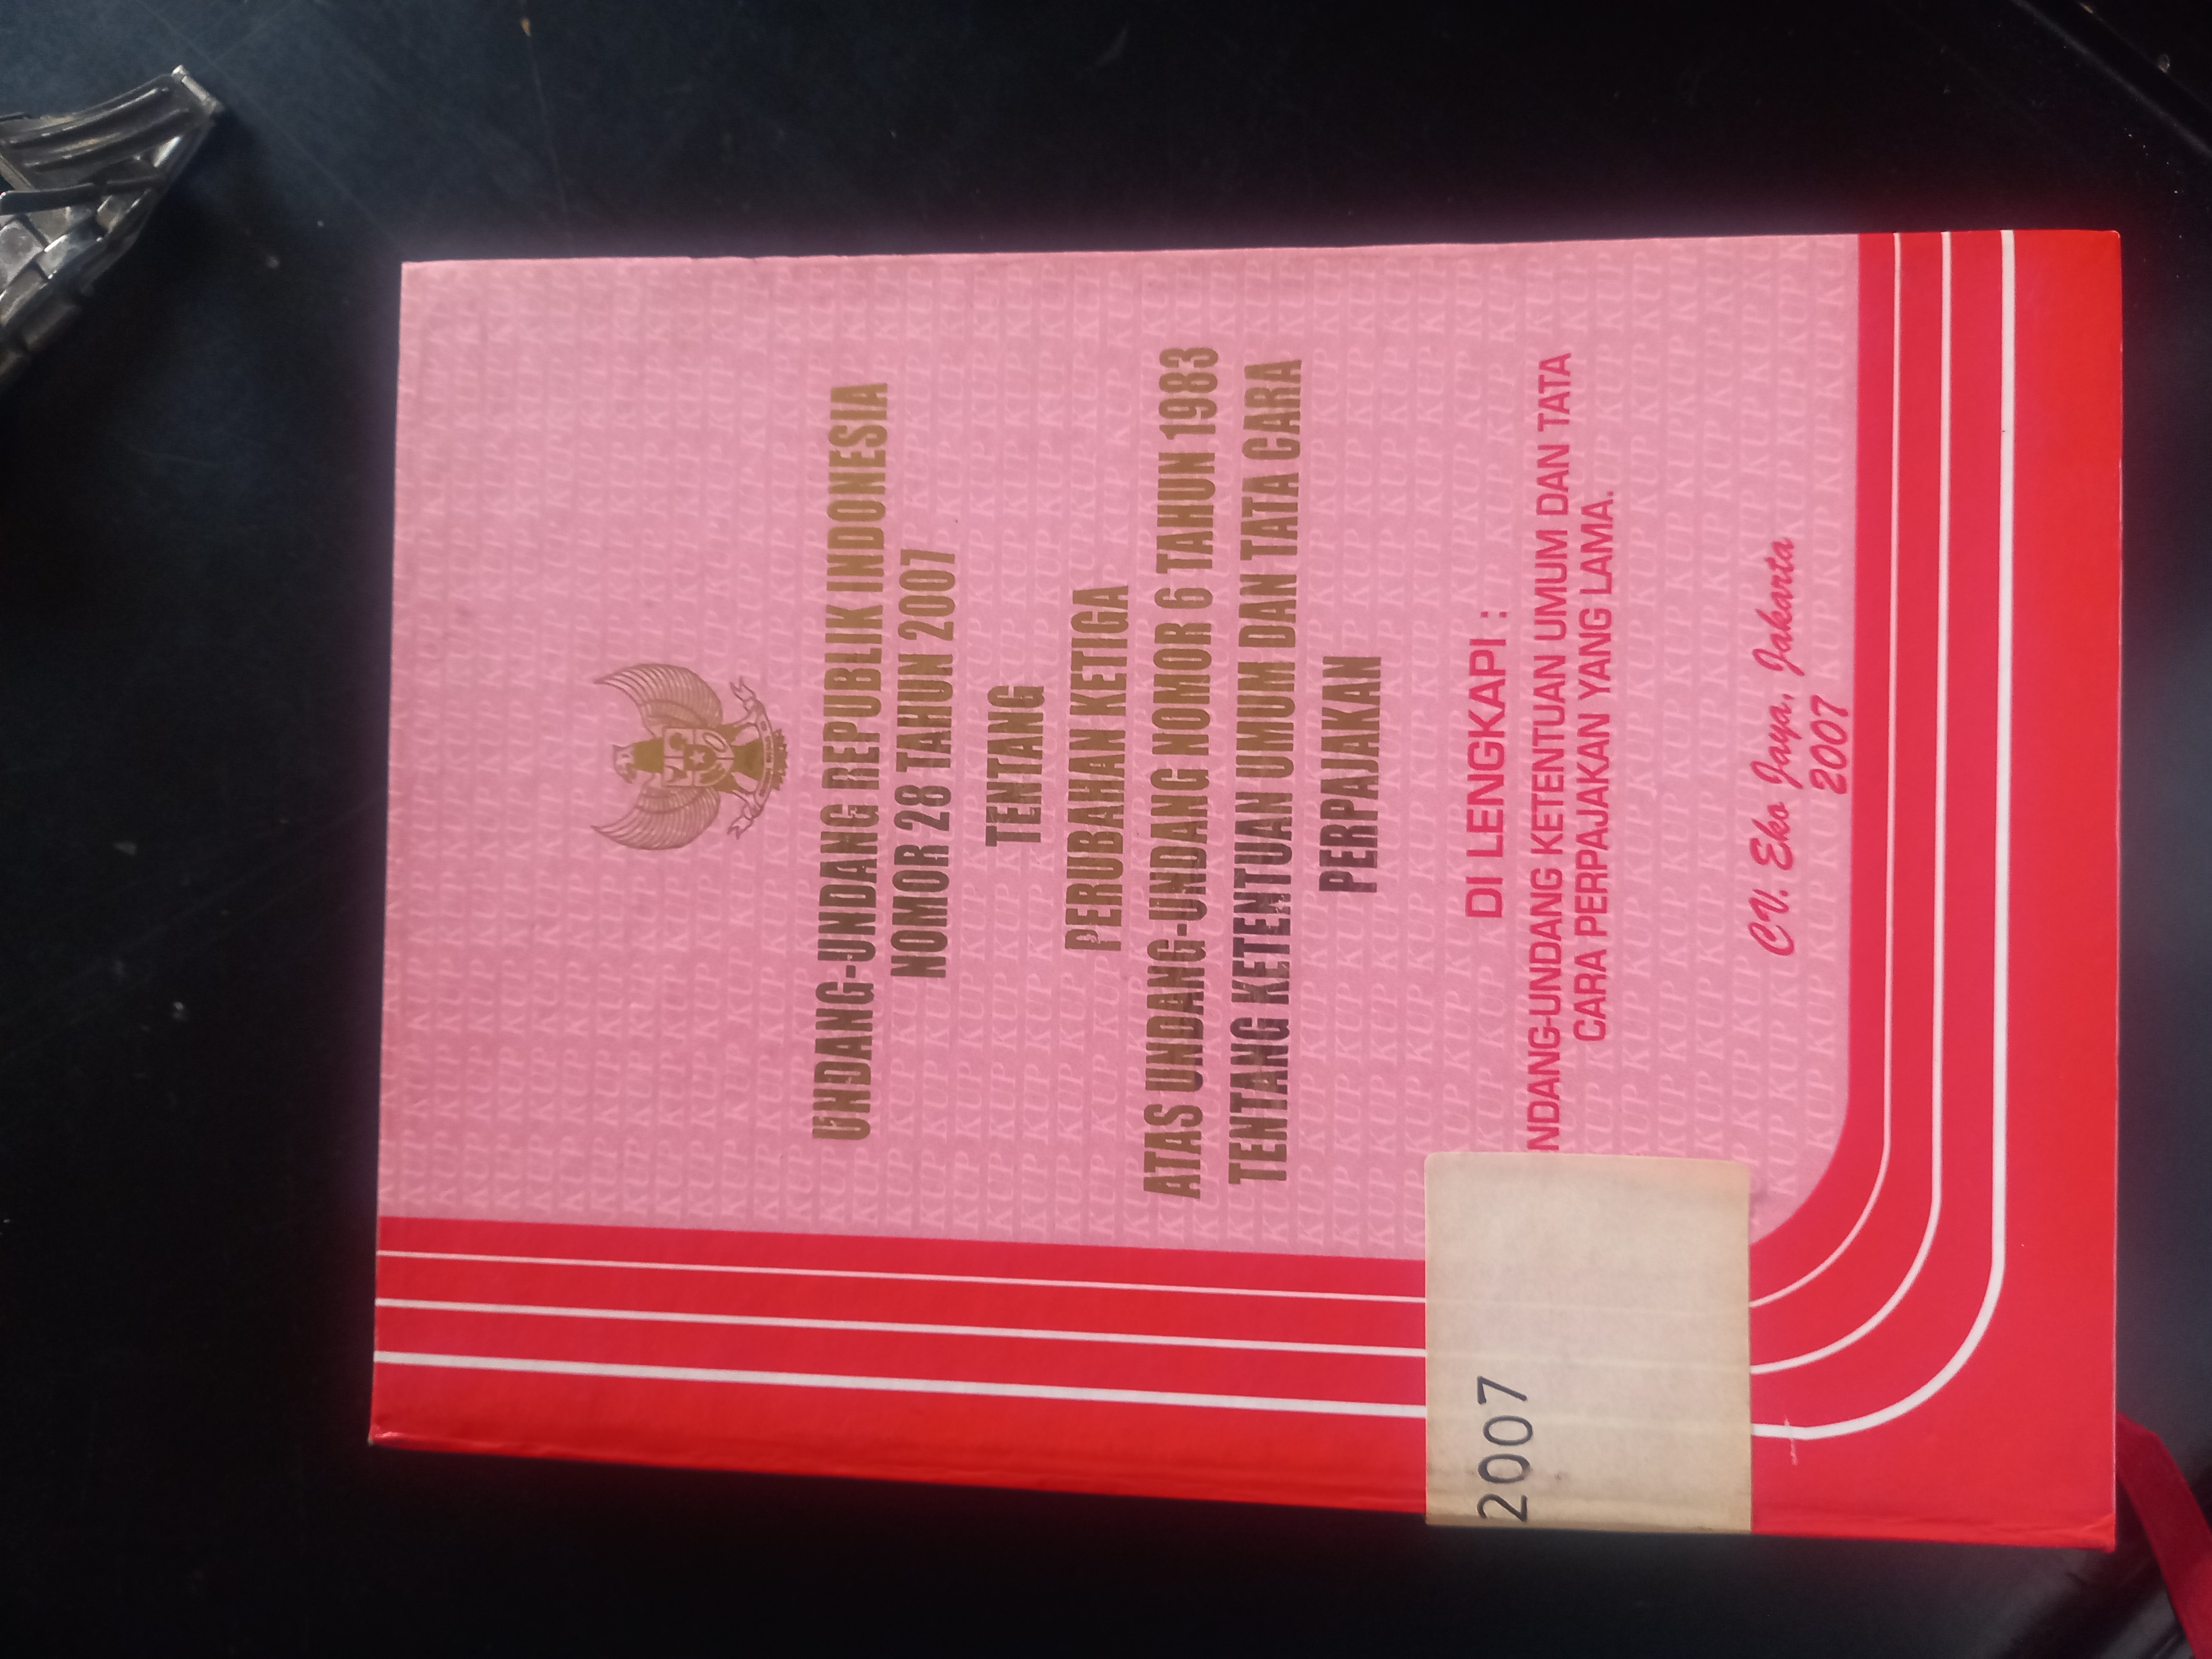 UNDANG-UNDANG REPUBLIK INDONESIA
NOMOR 28 TAHUN 2007
TENTANG
PERUBAHAN KETIGA
ATAS UNDANG-UNDANG NOMOR 6 TAHUN 1983
TENTANG KETENTUAN UMUM DAN TATA CARA
PERPAJAKAN
DI LENGKAPI :
NDANG-UNDANG KETENTUAN UMUM DAN TATA
CARA PERPAJAKAN YANG LAMA.
CV. Eko Jaya, Jakarta
2007
2007